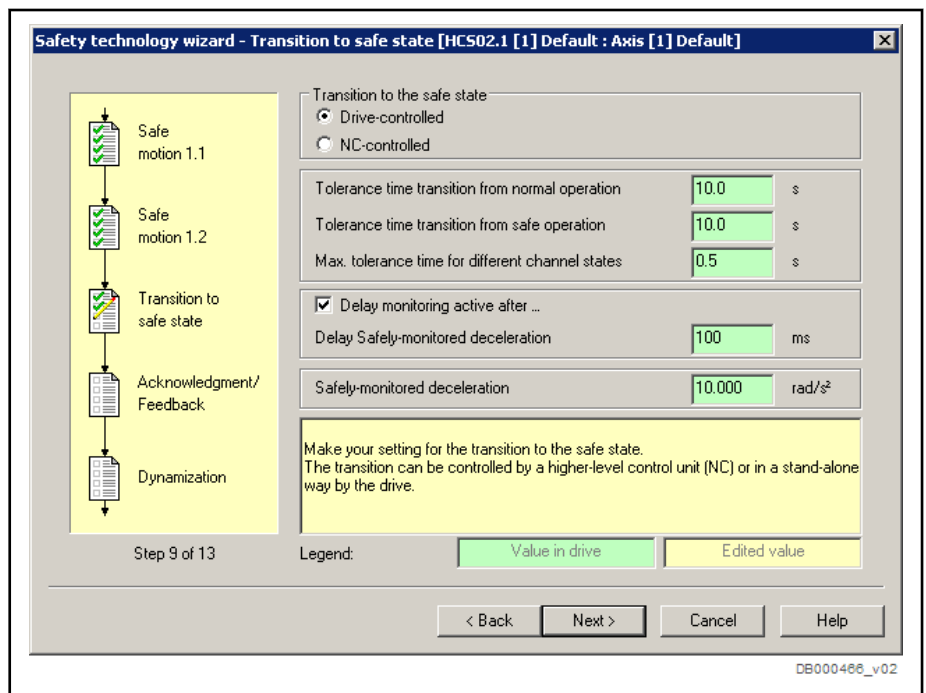 Safety technology wizard - Transition to safe state [HCS02.1 [1] Default : Axis [1] Default]
Safe
motion 1.1
Safe
motion 1.2
Transition to
safe state
Acknowledgment/
Feedback
Dynamization
Step 9 of 13
Transition to the safe state
Drive-controlled
NC-controlled
Tolerance time transition from normal operation 10.0 s
Tolerance time transition from safe operation 10.0 s
Max. tolerance time for different channel states 0.5 s
Delay monitoring active after ...
Delay Safely-monitored deceleration 100 ms
Safely-monitored deceleration 10.000 rad/s²
Make your setting for the transition to the safe state.
The transition can be controlled by a higher-level control unit (NC) or in a stand-alone
way by the drive.
Legend: Value in drive Edited value
< Back Next > Cancel Help
DB000466_v02